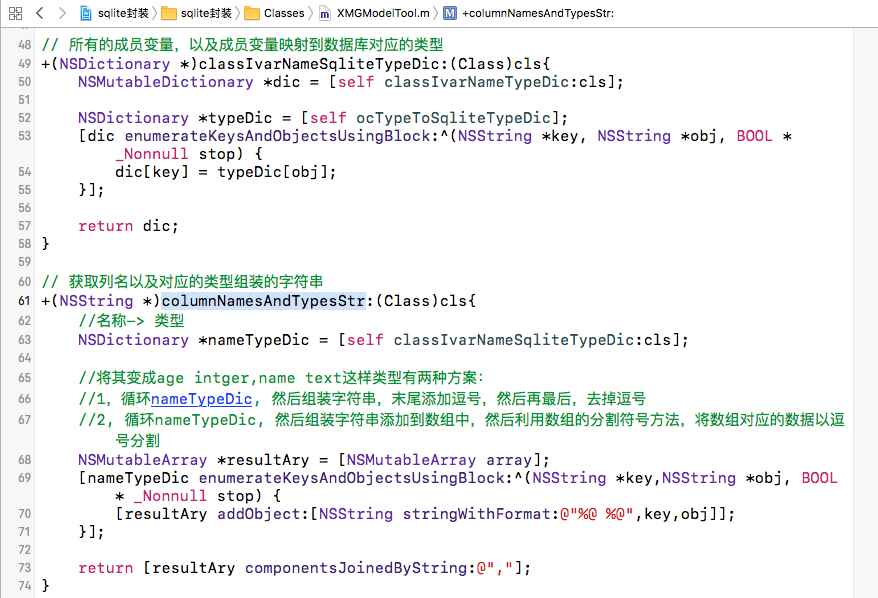 sqlite封装 sqlite封装 Classes m XMGModelTool.m M +columnNamesAndTypesStr:
48 // 所有的成员变量，以及成员变量映射到数据库对应的类型
49 +(NSDictionary *)classIvarNameSqliteTypeDic:(Class)cls{
50 NSMutableDictionary *dic = [self classIvarNameTypeDic:cls];
51
52 NSDictionary *typeDic = [self ocTypeToSqliteTypeDic];
53 [dic enumerateKeysAndObjectsUsingBlock:^(NSString *key, NSString *obj, BOOL *
_Nonnull stop) {
54 dic[key] = typeDic[obj];
55 }];
56
57 return dic;
58 }
59
60 // 获取列名以及对应的类型组装的字符串
61 +(NSString *)columnNamesAndTypesStr:(Class)cls{
62 //名称-> 类型
63 NSDictionary *nameTypeDic = [self classIvarNameSqliteTypeDic:cls];
64
65 //将其变成age intger,name text这样类型有两种方案：
66 //1，循环nameTypeDic, 然后组装字符串，末尾添加逗号，然后再最后，去掉逗号
67 //2, 循环nameTypeDic, 然后组装字符串添加到数组中，然后利用数组的分割符号方法，将数组对应的数据以逗
号分割
68 NSMutableArray *resultAry = [NSMutableArray array];
69 [nameTypeDic enumerateKeysAndObjectsUsingBlock:^(NSString *key,NSString *obj, BOOL
* _Nonnull stop) {
70 [resultAry addObject:[NSString stringWithFormat:@"%@ %@",key,obj]];
71 }];
72
73 return [resultAry componentsJoinedByString:@","];
74 }